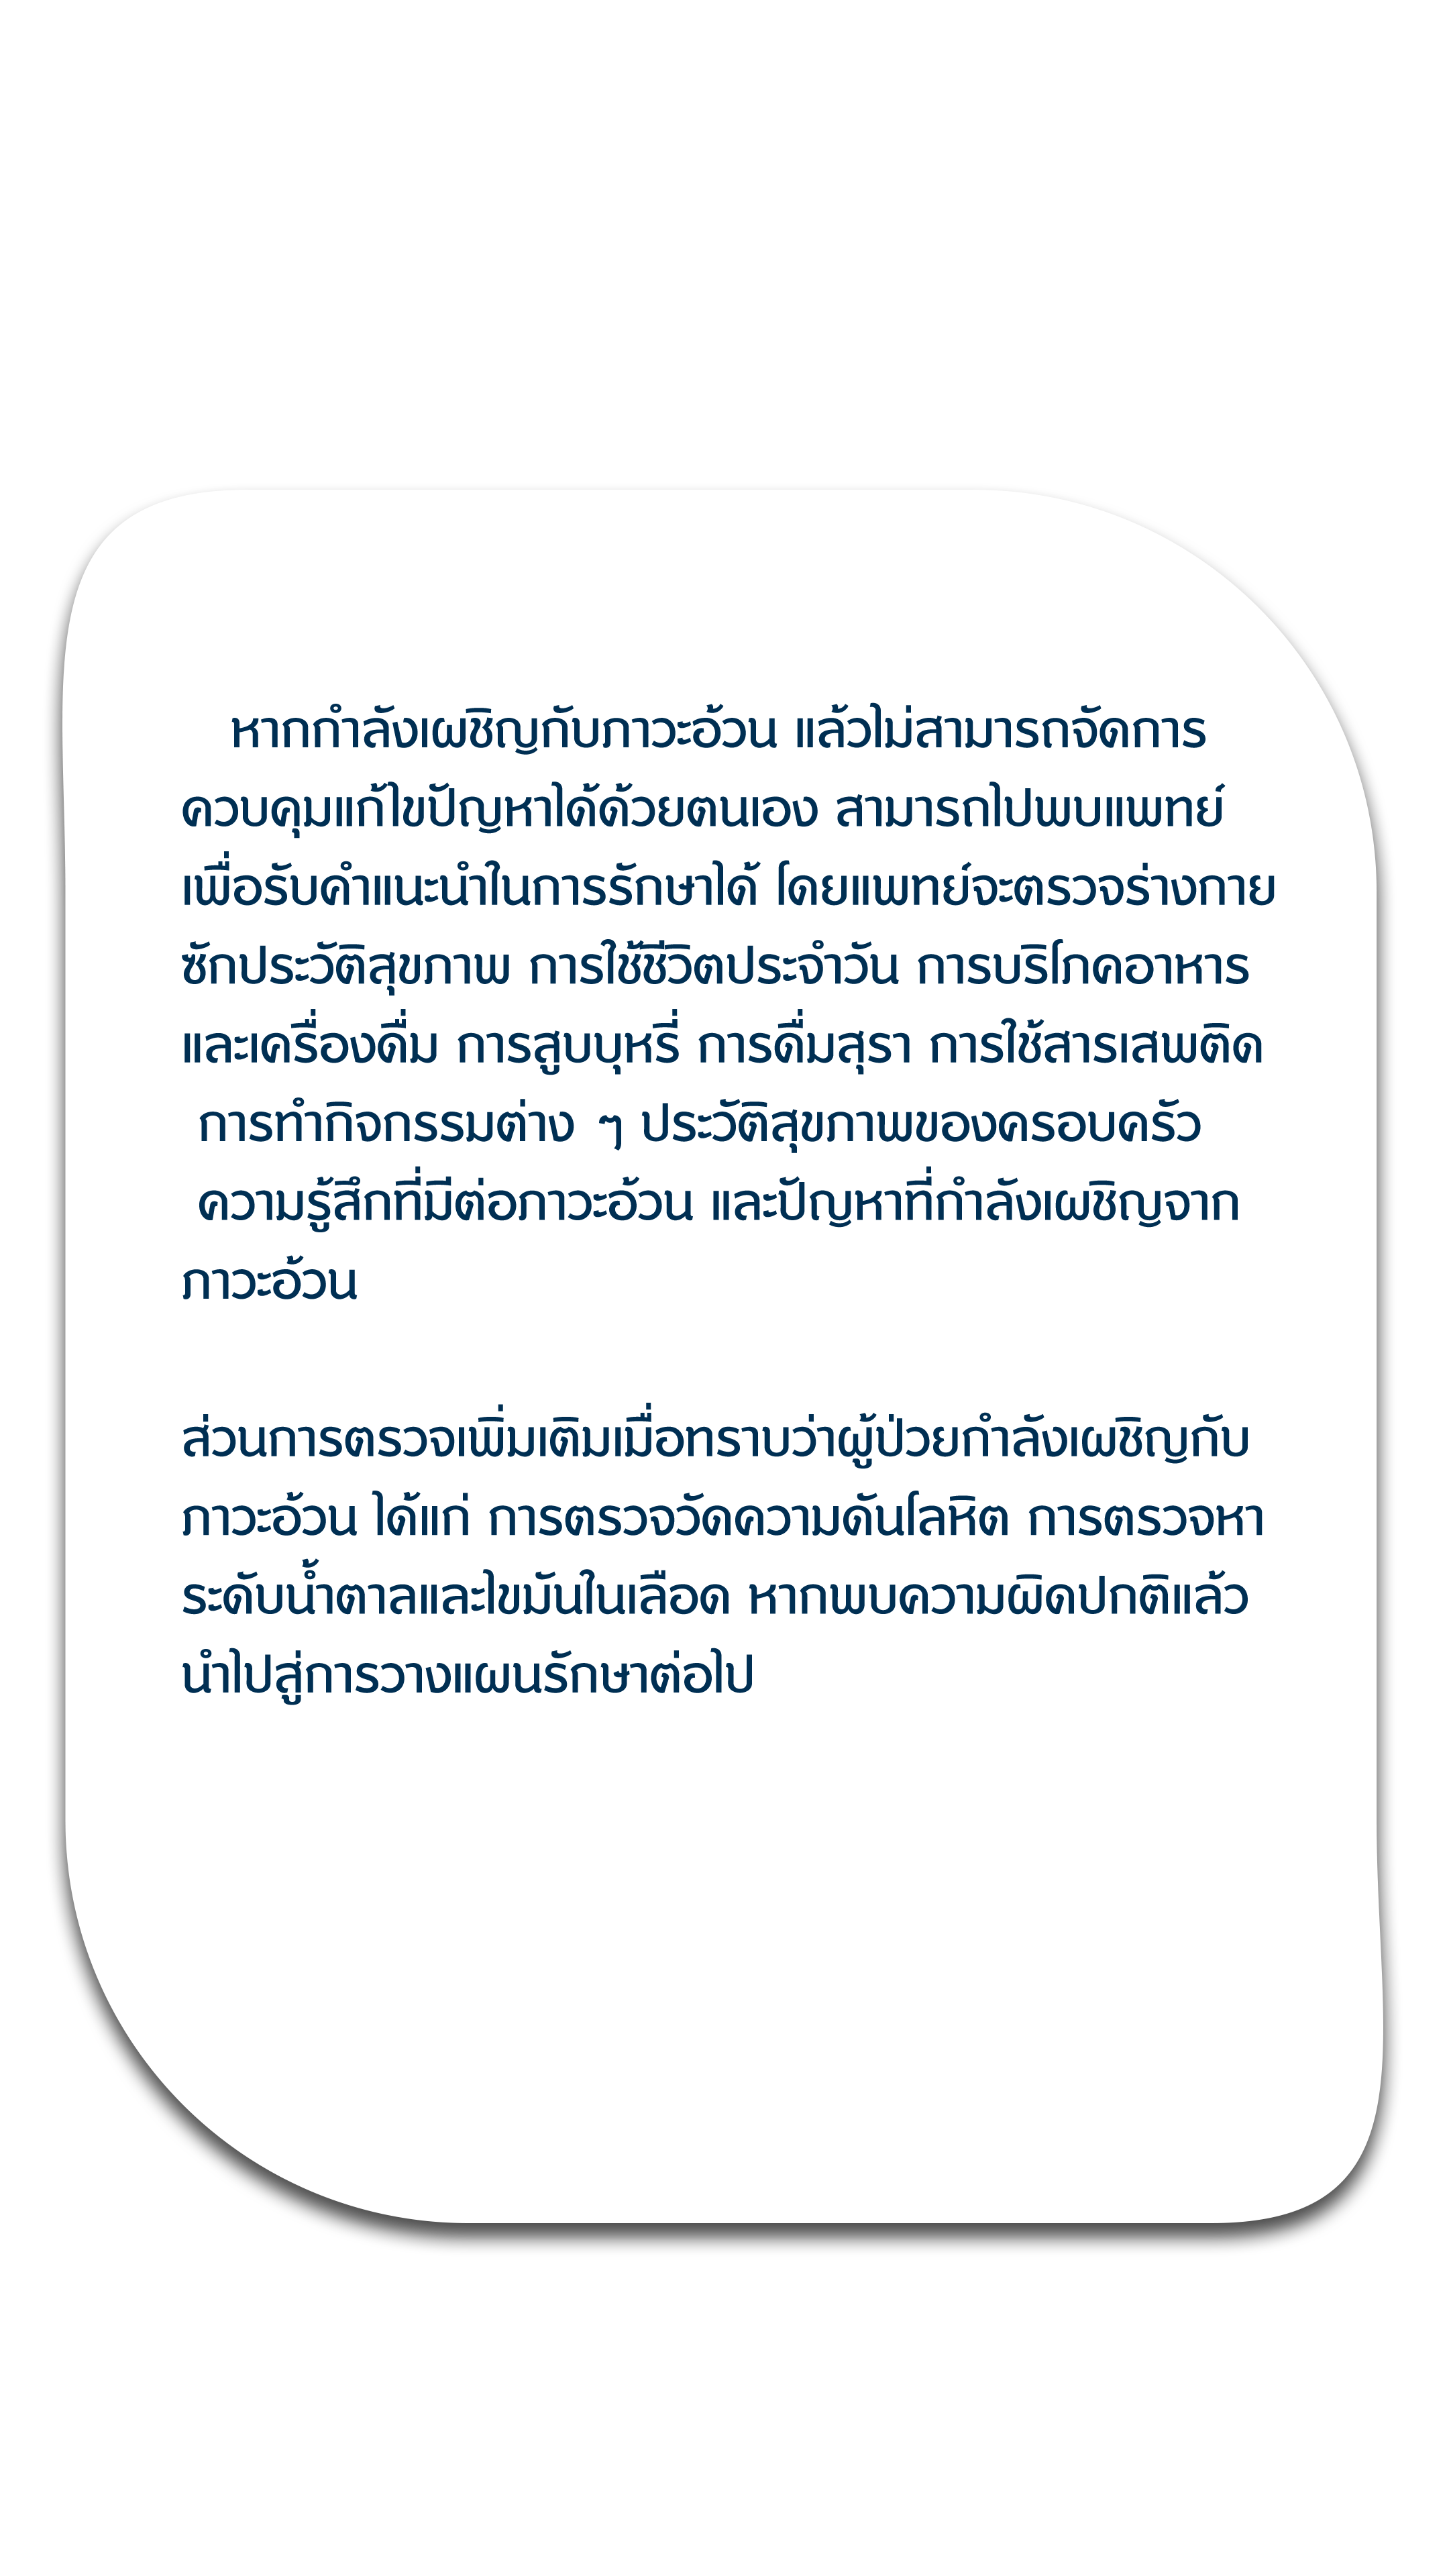 หากกำลังเผชิญกับภาวะอ้วน แล้วไม่สามารถจัดการ
ควบคุมแก้ไขปัญหาได้ด้วยตนเอง สามารถไปพบแพทย์
เพื่อรับคำแนะนำในการรักษาได้ โดยแพทย์จะตรวจร่างกาย
ซักประวัติสุขภาพ การใช้ชีวิตประจำวัน การบริโภคอาหาร
และเครื่องดื่ม การสูบบุหรี่ การดื่มสุรา การใช้สารเสพติด
การทำกิจกรรมต่าง ๆ ประวัติสุขภาพของครอบครัว
ความรู้สึกที่มีต่อภาวะอ้วน และปัญหาที่กำลังเผชิญจาก
ภาวะอ้วน
ส่วนการตรวจเพิ่มเติมเมื่อทราบว่าผู้ป่วยกำลังเผชิญกับ
ภาวะอ้วน ได้แก่ การตรวจวัดความดันโลหิต การตรวจหา
ระดับน้ำตาลและไขมันในเลือด หากพบความผิดปกติแล้ว
นำไปสู่การวางแผนรักษาต่อไป